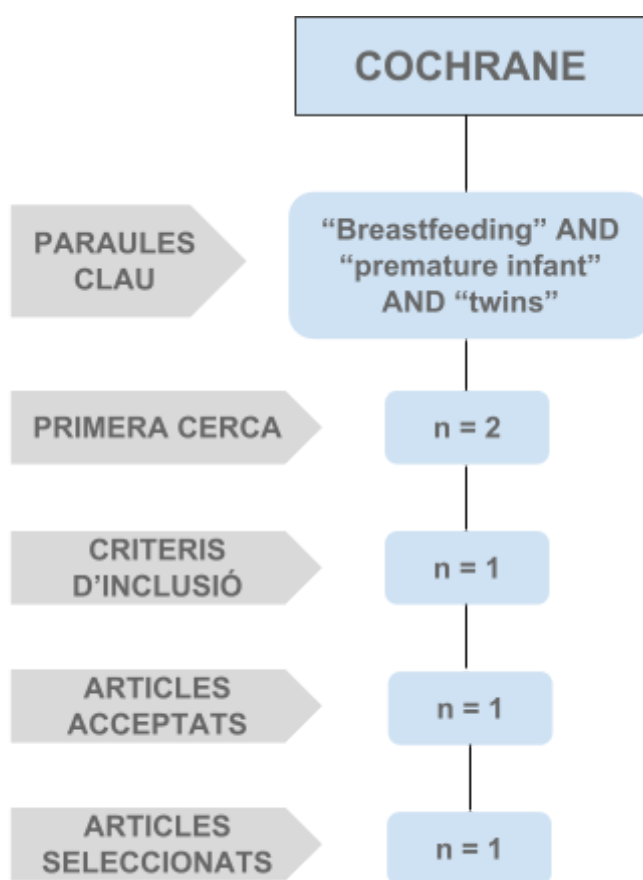 COCHRANE
PARAULES
CLAU
“Breastfeeding” AND
“premature infant”
AND “twins”
PRIMERA CERCA
n = 2
CRITERIS
D’INCLUSIÓ
n = 1
ARTICLES
ACCEPTATS
n = 1
ARTICLES
SELECCIONATS
n = 1